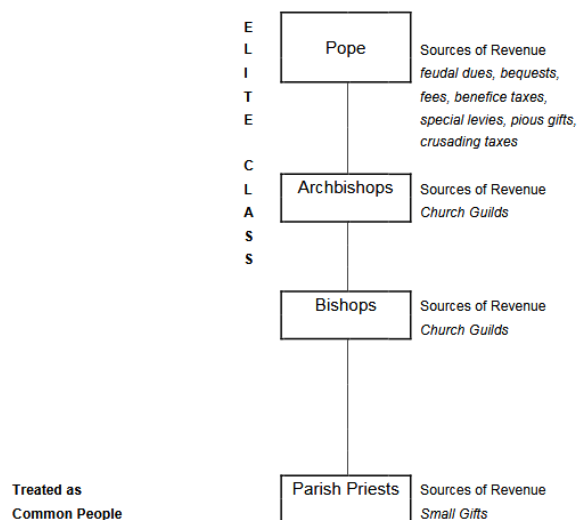 E
L
I
T
E
C
L
A
S
S
Pope
Sources of Revenue
feudal dues, bequests,
fees, benefice taxes,
special levies, pious gifts,
crusading taxes
Archbishops
Sources of Revenue
Church Guilds
Bishops
Sources of Revenue
Church Guilds
Treated as
Common People
Parish Priests
Sources of Revenue
Small Gifts